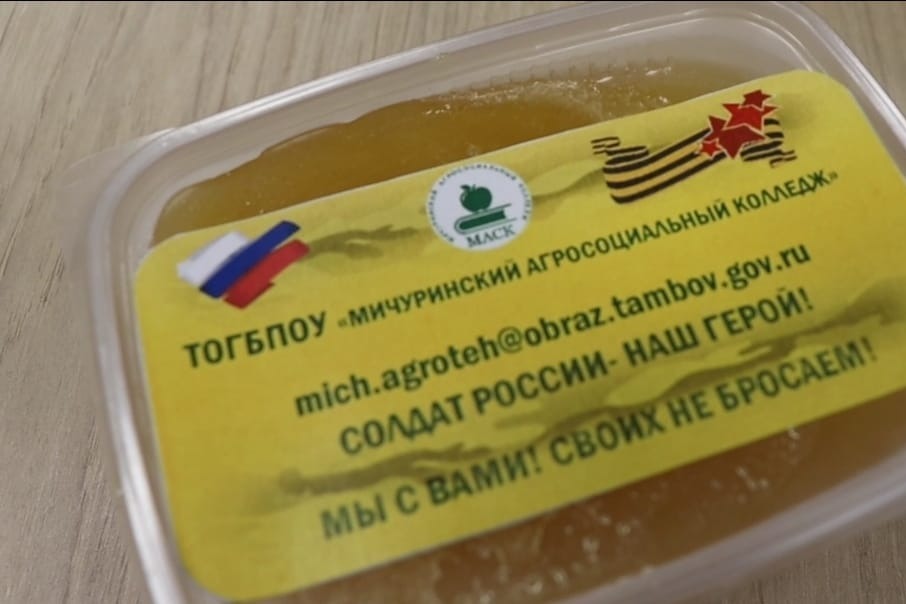 МАСК
ТОГБПОУ «МИЧУРИНСКИЙ АГРОСОЦИАЛЬНЫЙ КОЛЛЕДЖ»
mich.agroteh@obraz.tambov.gov.ru
СОЛДАТ РОССИИ- НАШ ГЕРОЙ!
МЫ С ВАМИ! СВОИХ НЕ БРОСАЕМ!